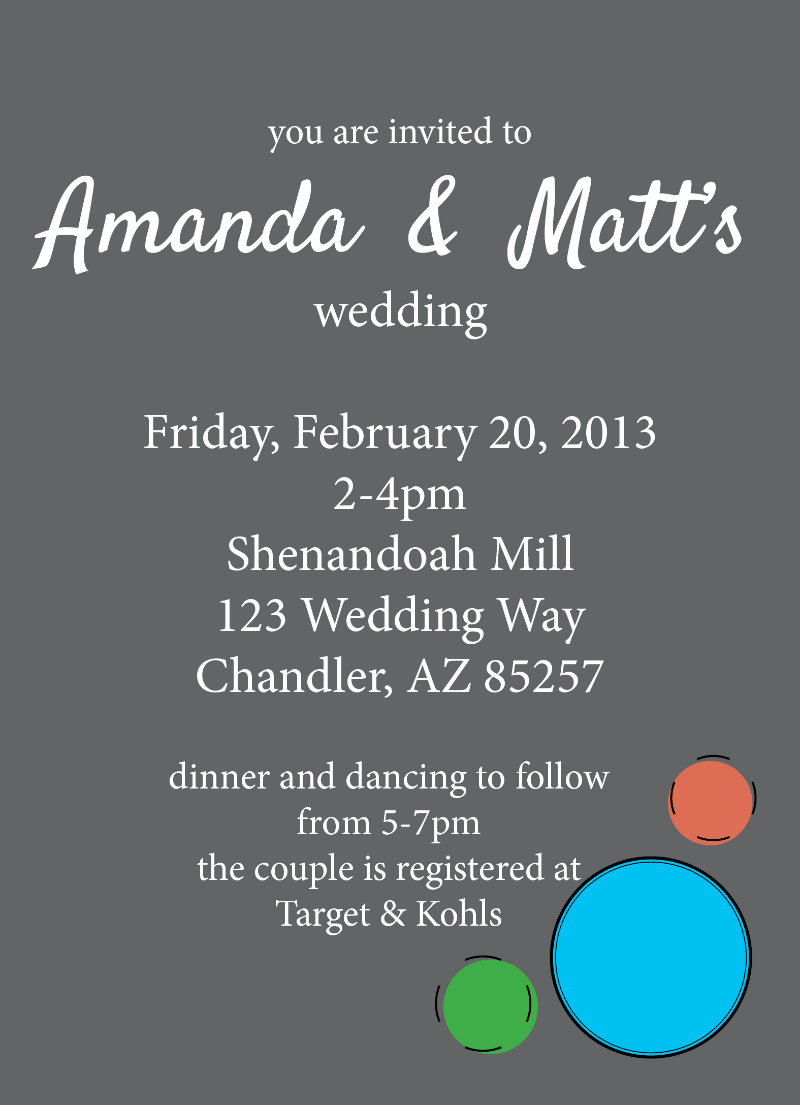 you are invited to
Amanda & Matt's
wedding
Friday, February 20, 2013
2-4pm
Shenandoah Mill
123 Wedding Way
Chandler, AZ 85257
dinner and dancing to follow
from 5-7pm
the couple is registered at
Target & Kohls